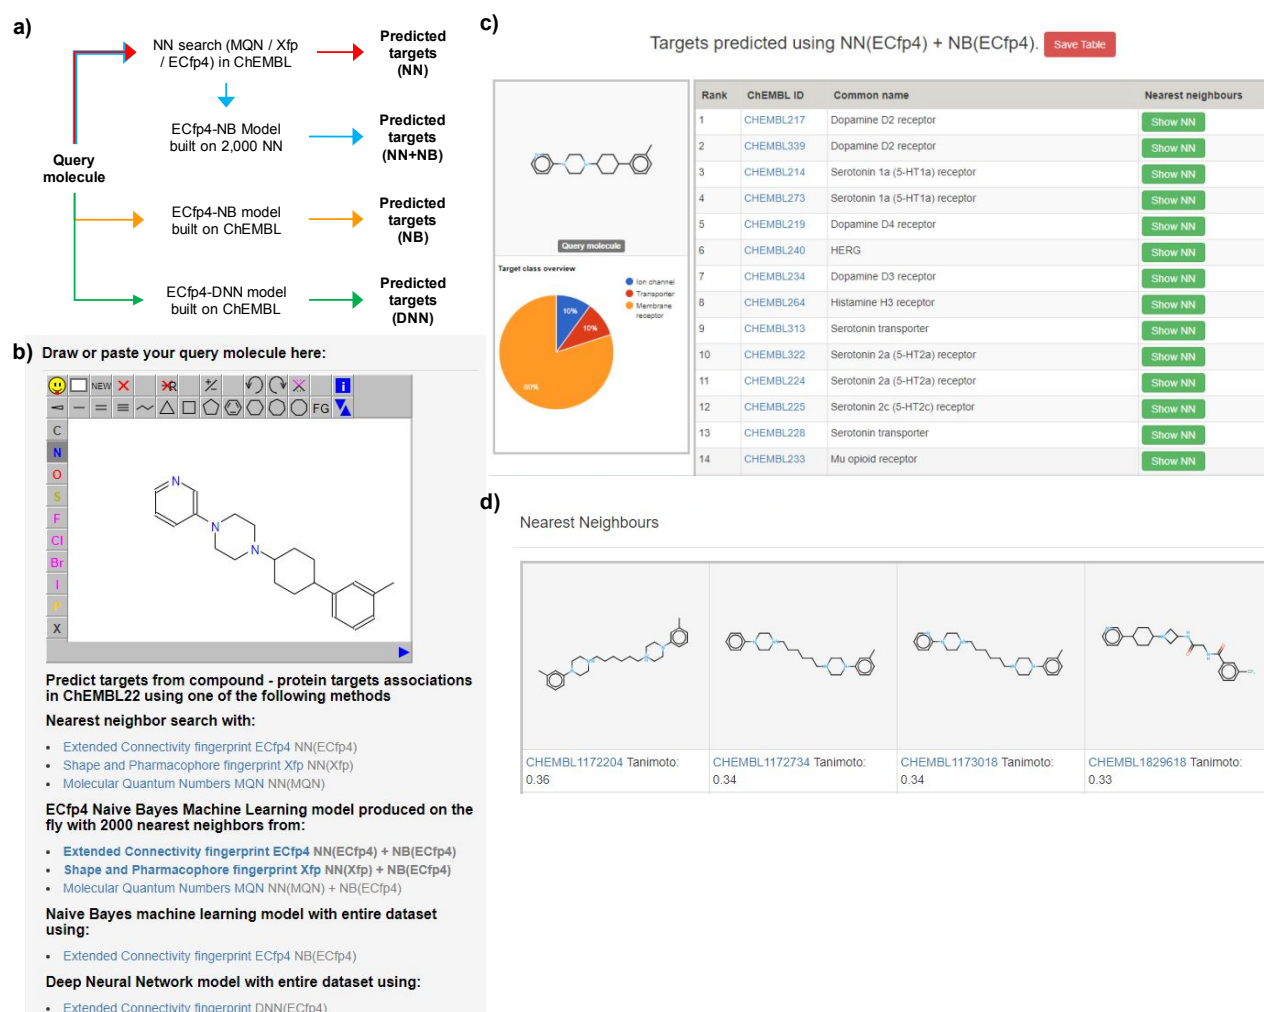 a)
NN search (MQN / Xfp
/ ECfp4) in ChEMBL
Predicted
targets
(NN)
ECfp4-NB Model
built on 2,000 NN
Predicted
targets
(NN+NB)
Query
molecule
ECfp4-NB model
built on ChEMBL
Predicted
targets
(NB)
ECfp4-DNN model
built on ChEMBL
Predicted
targets
(DNN)
b) Draw or paste your query molecule here:
NEW
FG
C
N
O
S
F
Cl
Br
I
P
X
N
N
N
Predict targets from compound - protein targets associations
in ChEMBL22 using one of the following methods
Nearest neighbor search with:
• Extended Connectivity fingerprint ECfp4 NN(ECfp4)
• Shape and Pharmacophore fingerprint Xfp NN(Xfp)
• Molecular Quantum Numbers MQN NN(MQN)
ECfp4 Naive Bayes Machine Learning model produced on the
fly with 2000 nearest neighbors from:
• Extended Connectivity fingerprint ECfp4 NN(ECfp4) + NB(ECfp4)
• Shape and Pharmacophore fingerprint Xfp NN(Xfp) + NB(ECfp4)
• Molecular Quantum Numbers MQN NN(MQN) + NB(ECfp4)
Naive Bayes machine learning model with entire dataset
using:
• Extended Connectivity fingerprint ECfp4 NB(ECfp4)
Deep Neural Network model with entire dataset using:
• Extended Connectivity fingerprint DNN(ECfp4)
c)
Targets predicted using NN(ECfp4) + NB(ECfp4). Save Table
Query molecule
Target class overview
Ion channel
Transporter
Membrane
receptor
10%
10%
80%
Rank ChEMBL ID Common name Nearest neighbours
1 CHEMBL217 Dopamine D2 receptor Show NN
2 CHEMBL339 Dopamine D2 receptor Show NN
3 CHEMBL214 Serotonin 1a (5-HT1a) receptor Show NN
4 CHEMBL273 Serotonin 1a (5-HT1a) receptor Show NN
5 CHEMBL219 Dopamine D4 receptor Show NN
6 CHEMBL240 HERG Show NN
7 CHEMBL234 Dopamine D3 receptor Show NN
8 CHEMBL264 Histamine H3 receptor Show NN
9 CHEMBL313 Serotonin transporter Show NN
10 CHEMBL322 Serotonin 2a (5-HT2a) receptor Show NN
11 CHEMBL224 Serotonin 2a (5-HT2a) receptor Show NN
12 CHEMBL225 Serotonin 2c (5-HT2c) receptor Show NN
13 CHEMBL228 Serotonin transporter Show NN
14 CHEMBL233 Mu opioid receptor Show NN
d)
Nearest Neighbours
CHEMBL1172204 Tanimoto:
0.36
CHEMBL1172734 Tanimoto:
0.34
CHEMBL1173018 Tanimoto:
0.34
CHEMBL1829618 Tanimoto:
0.33